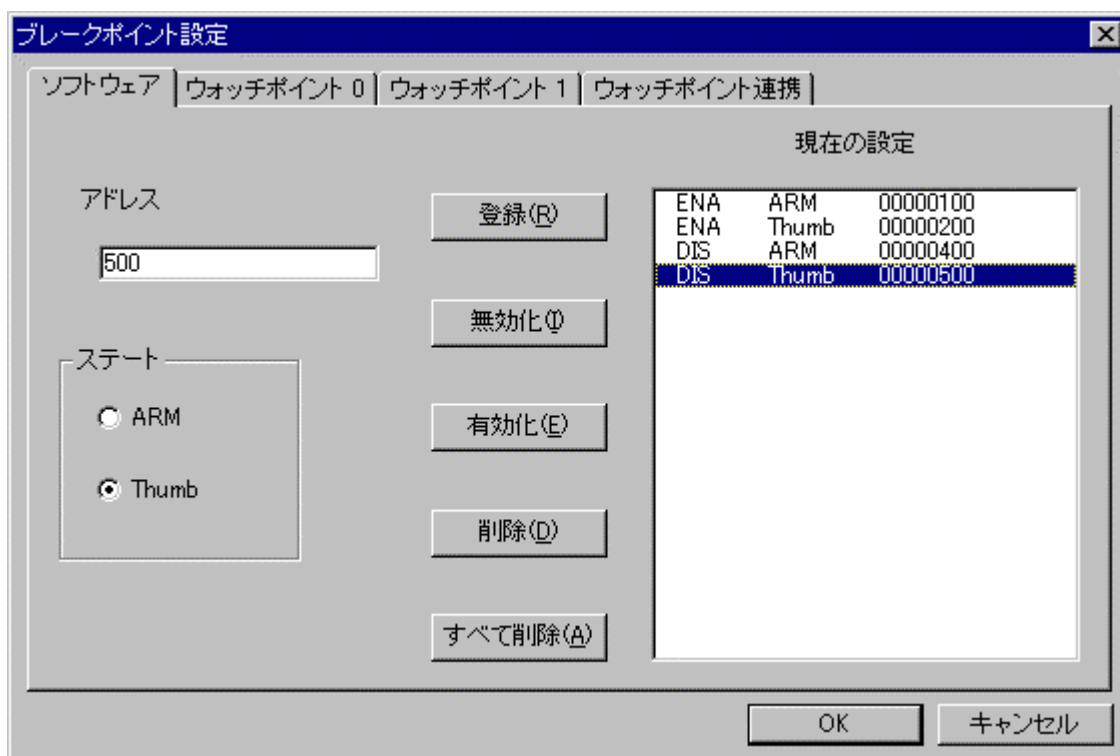 ブレークポイント設定
ソフトウェア ウォッチポイント 0 ウォッチポイント 1 ウォッチポイント連携
現在の設定
アドレス
500
ステート
ARM
Thumb
登録(R)
無効化(I)
有効化(E)
削除(D)
すべて削除(A)
ENA ARM 00000100
ENA Thumb 00000200
DIS ARM 00000400
DIS Thumb 00000500
OK キャンセル